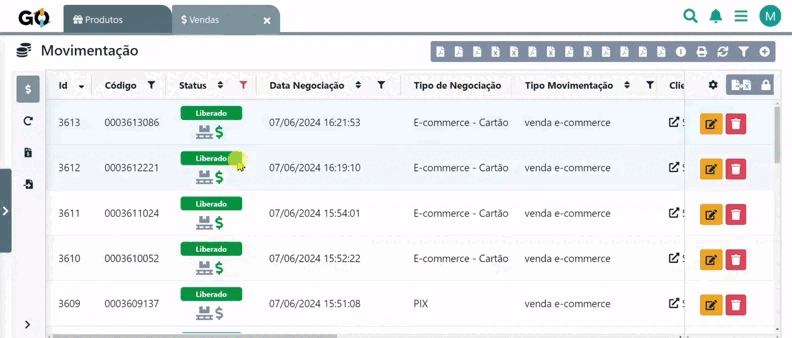 GO Produtos $ Vendas × M
Movimentação
Id Código Status Data Negociação Tipo de Negociação Tipo Movimentação Clie
Liberado
3613 0003613086 $ 07/06/2024 16:21:53 E-commerce - Cartão venda e-commerce S
Liberado
3612 0003612221 $ 07/06/2024 16:19:10 E-commerce - Cartão venda e-commerce S
Liberado
3611 0003611024 $ 07/06/2024 15:54:01 E-commerce - Cartão venda e-commerce S
Liberado
3610 0003610052 $ 07/06/2024 15:52:22 E-commerce - Cartão venda e-commerce S
Liberado
3609 0003609137 $ 07/06/2024 15:51:08 PIX venda e-commerce S